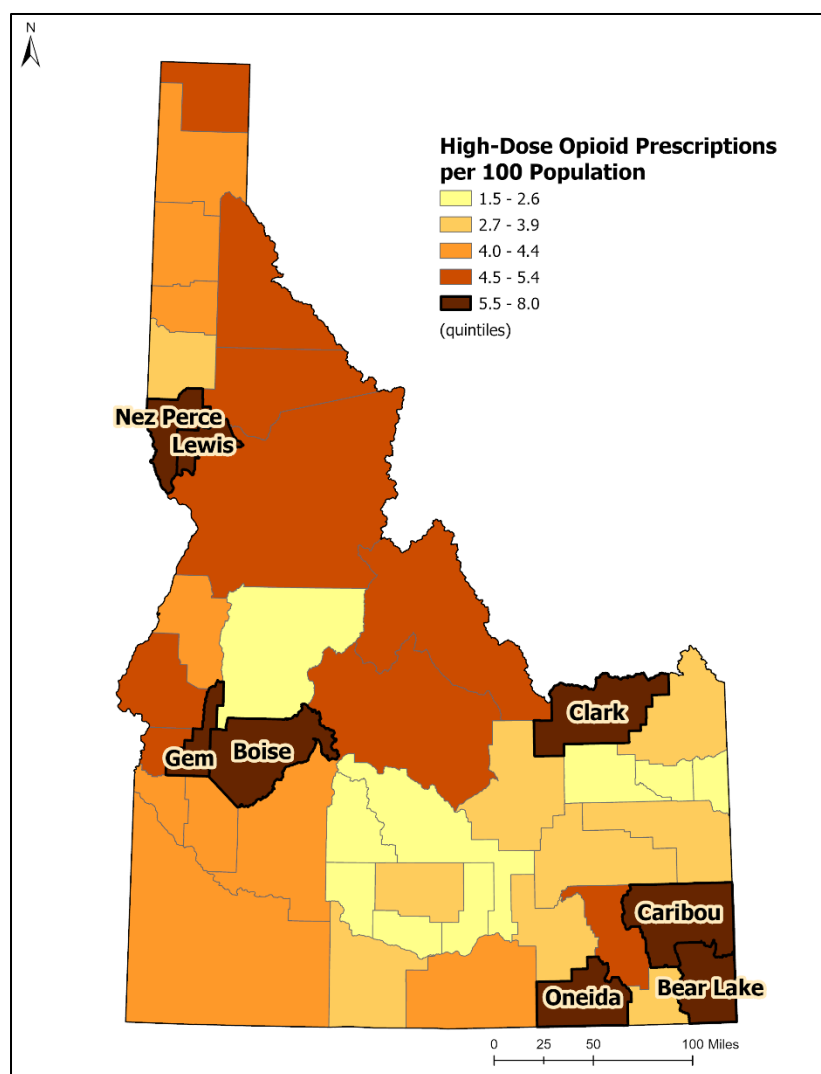 N
High-Dose Opioid Prescriptions
per 100 Population
1.5 - 2.6
2.7 - 3.9
4.0 - 4.4
4.5 - 5.4
5.5 - 8.0
(quintiles)
Nez Perce
Lewis
Clark
Gem
Boise
Caribou
Bear Lake
Oneida
0 25 50 100 Miles